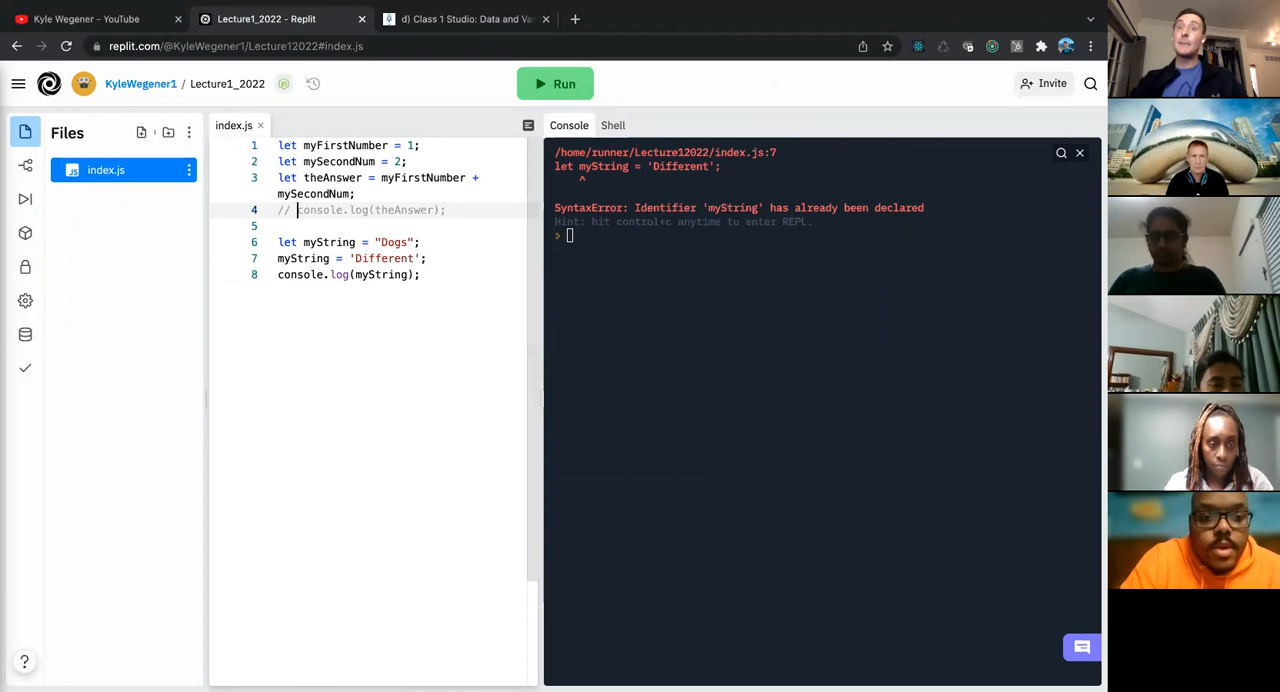 Kyle Wegener - YouTube
Lecture1_2022 - Replit
d) Class 1 Studio: Data and Var
replit.com/@KyleWegener1/Lecture12022#index.js
KyleWegener1 / Lecture1_2022
Run
Invite
Files
index.js
index.js
Console
Shell
1 let myFirstNumber = 1;
2 let mySecondNum = 2;
3 let theAnswer = myFirstNumber +
mySecondNum;
4 // console.log(theAnswer);
5
6 let myString = "Dogs";
7 myString = 'Different';
8 console.log(myString);
/home/runner/Lecture12022/index.js:7
let myString = 'Different';
^
SyntaxError: Identifier 'myString' has already been declared
Hint: hit control+c anytime to enter REPL.
>
?